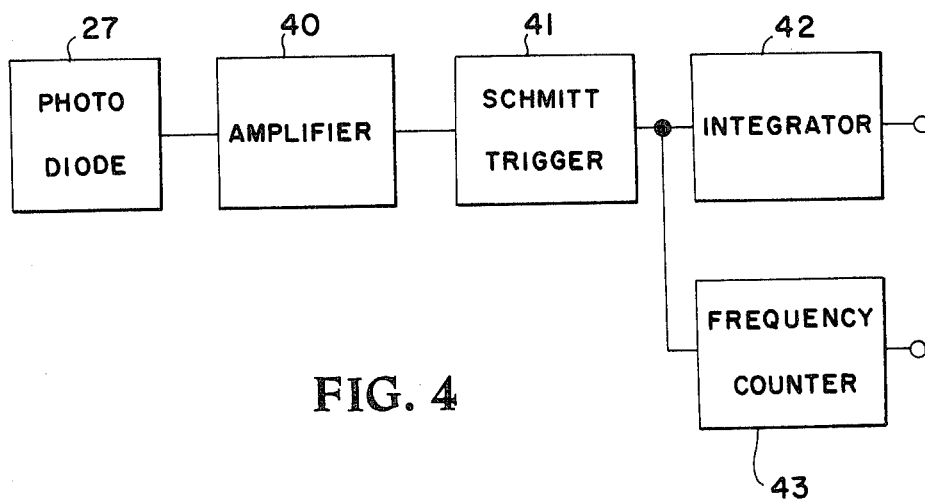 27
40
41
42
PHOTO
DIODE
AMPLIFIER
SCHMITT
TRIGGER
INTEGRATOR
FREQUENCY
COUNTER
43
FIG. 4